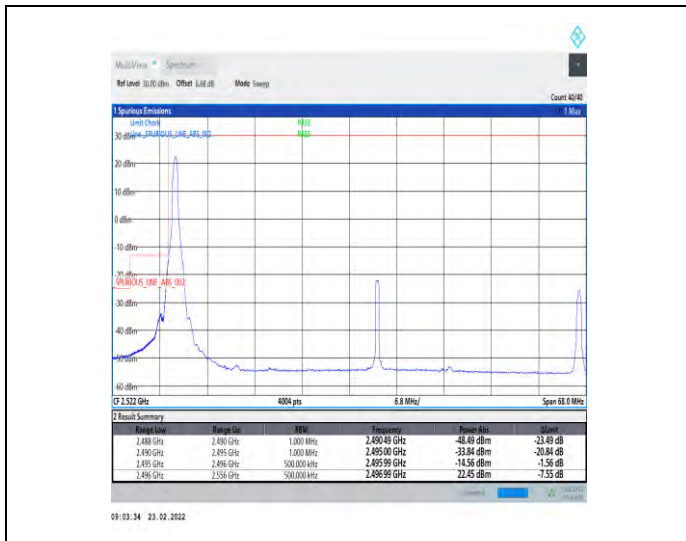 MultiView Spectrum
Ref Level 30.00 dBm Offset 6.68 dB Mode Sweep
Count 40/40
1 Spurious Emissions 1 Max
Limit Check PASS
Line _SPURIOUS_LINE_ABS_002 PASS
30 dBm
20 dBm
10 dBm
0 dBm
-10 dBm
-20 dBm
_SPURIOUS_LINE_ABS_002
-30 dBm
-40 dBm
-50 dBm
-60 dBm
CF 2.522 GHz 4004 pts 6.8 MHz/ Span 68.0 MHz
2 Result Summary
Range Low Range Up RBW Frequency Power Abs ΔLimit
2.488 GHz 2.490 GHz 1.000 MHz 2.49049 GHz -48.49 dBm -23.49 dB
2.490 GHz 2.495 GHz 1.000 MHz 2.49500 GHz -33.84 dBm -20.84 dB
2.495 GHz 2.496 GHz 500.000 kHz 2.49599 GHz -14.56 dBm -1.56 dB
2.496 GHz 2.556 GHz 500.000 kHz 2.49699 GHz 22.45 dBm -7.55 dB
09:03:34 23.02.2022